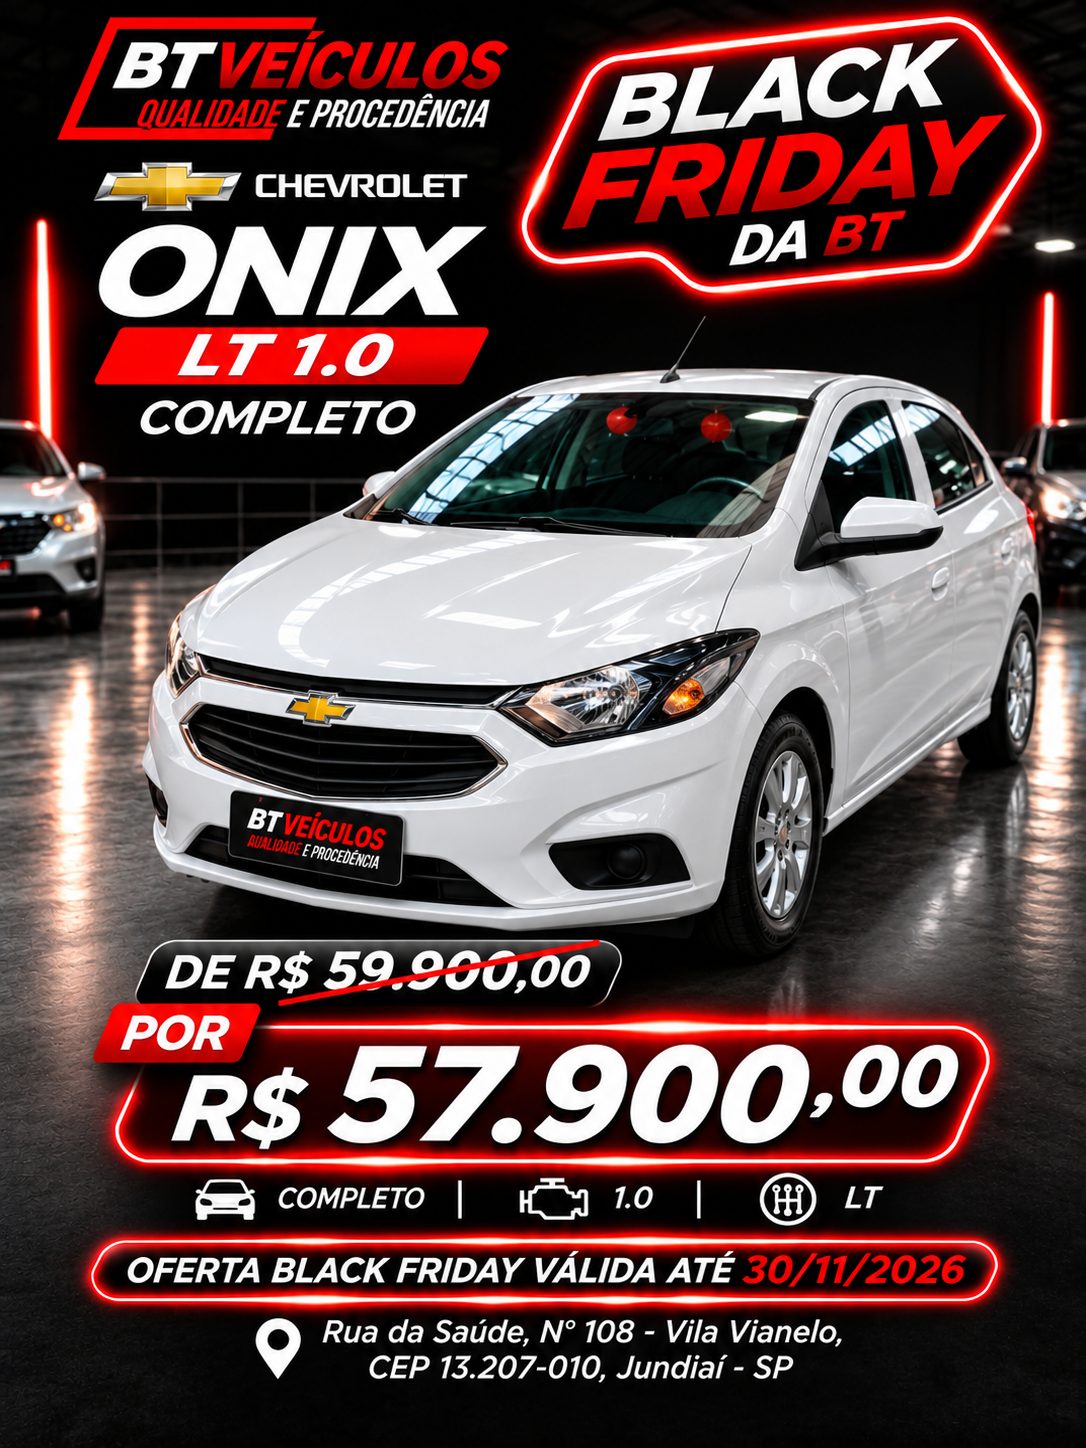 BT VEÍCULOS
QUALIDADE E PROCEDÊNCIA
BLACK
FRIDAY
DA BT
CHEVROLET
ONIX
LT 1.0
COMPLETO
BT VEÍCULOS
QUALIDADE E PROCEDÊNCIA
DE R$ 59.900,00
POR
R$ 57.900,00
COMPLETO | 1.0 | LT
OFERTA BLACK FRIDAY VÁLIDA ATÉ 30/11/2026
Rua da Saúde, Nº 108 - Vila Vianelo,
CEP 13.207-010, Jundiaí - SP